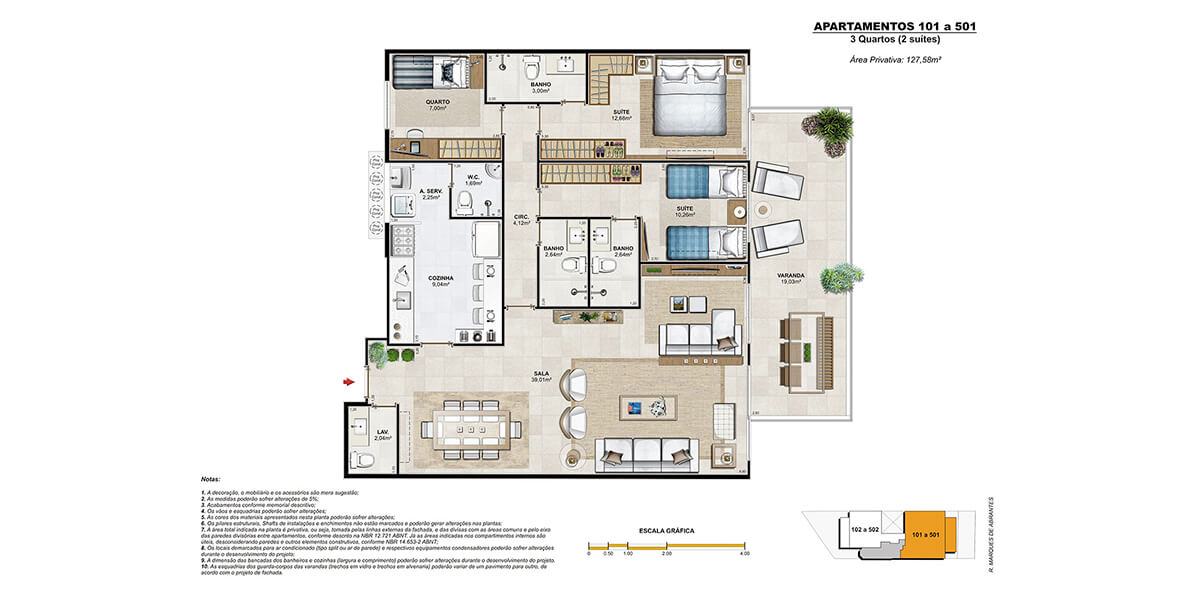 APARTAMENTOS 101 a 501
3 Quartos (2 suítes)
Área Privativa: 127,58m²
QUARTO
7,00m²
BANHO
3,00m²
SUÍTE
12,66m²
A. SERV.
2,25m²
W.C.
1,69m²
CIRC.
4,12m²
SUÍTE
10,26m²
BANHO
2,64m²
BANHO
2,64m²
COZINHA
9,04m²
VARANDA
19,03m²
SALA
39,01m²
LAV.
2,04m²
Notas:
1. A decoração, o mobiliário e os acessórios são mera sugestão;
2. As medidas poderão sofrer alterações de 5%;
3. Acabamentos conforme memorial descritivo;
4. Os vãos e esquadrias poderão sofrer alterações;
5. As cores dos materiais apresentados nesta planta poderão sofrer alterações;
6. Os pilares estruturais, Shafts de instalações e enchimentos não estão marcados e poderão gerar alterações nas plantas;
7. A área total indicada na planta é privativa, ou seja, tomada pelas linhas externas da fachada, e das divisas com as áreas comuns e pelo eixo
das paredes divisórias entre apartamentos, conforme descrito na NBR 12.721 ABNT. Já as áreas indicadas nos compartimentos internos são
úteis, desconsiderando paredes e outros elementos construtivos, conforme NBR 14.653-2 ABNT;
8. Os locais demarcados para ar condicionado (tipo split ou ar de parede) e respectivos equipamentos condensadores poderão sofrer alterações
durante o desenvolvimento do projeto;
9. A dimensão das bancadas dos banheiros e cozinhas (largura e comprimento) poderão sofrer alterações durante o desenvolvimento do projeto.
10. As esquadrias dos guarda-corpos das varandas (trechos em vidro e trechos em alvenaria) poderão variar de um pavimento para outro, de
acordo com o projeto de fachada.
ESCALA GRÁFICA
0 0.50 1.00 2.00 4.00
102 a 502
101 a 501
R. MARQUES DE ABRANTES